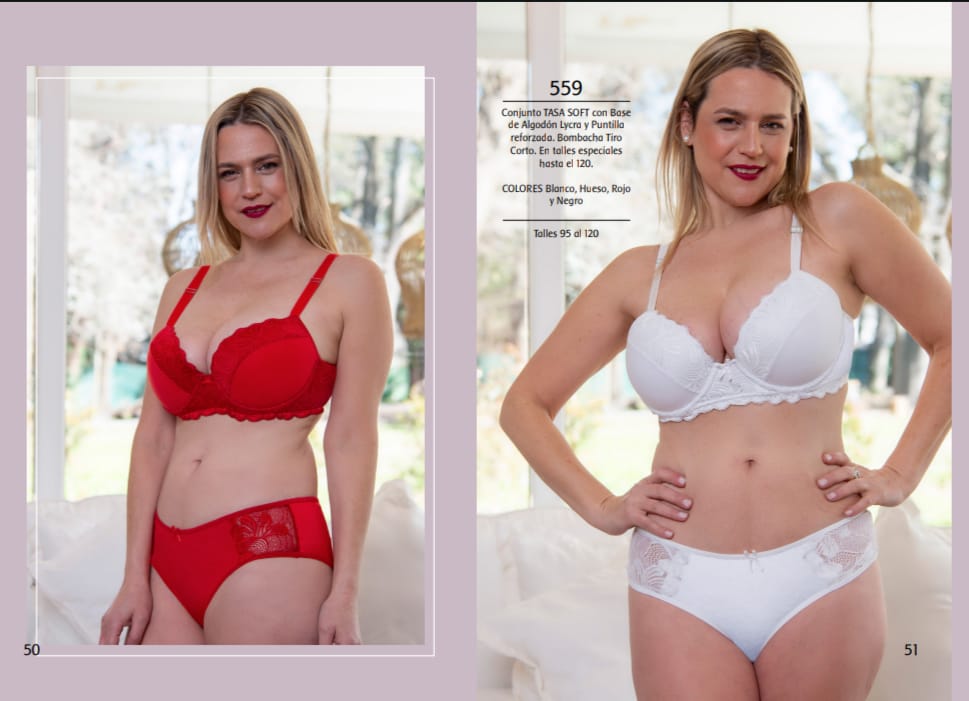 559
Conjunto TASA SOFT con Base
de Algodón Lycra y Puntilla
reforzada. Bombacha Tiro
Corto. En talles especiales
hasta el 120.
COLORES Blanco, Hueso, Rojo
y Negro
Talles 95 al 120
50
51